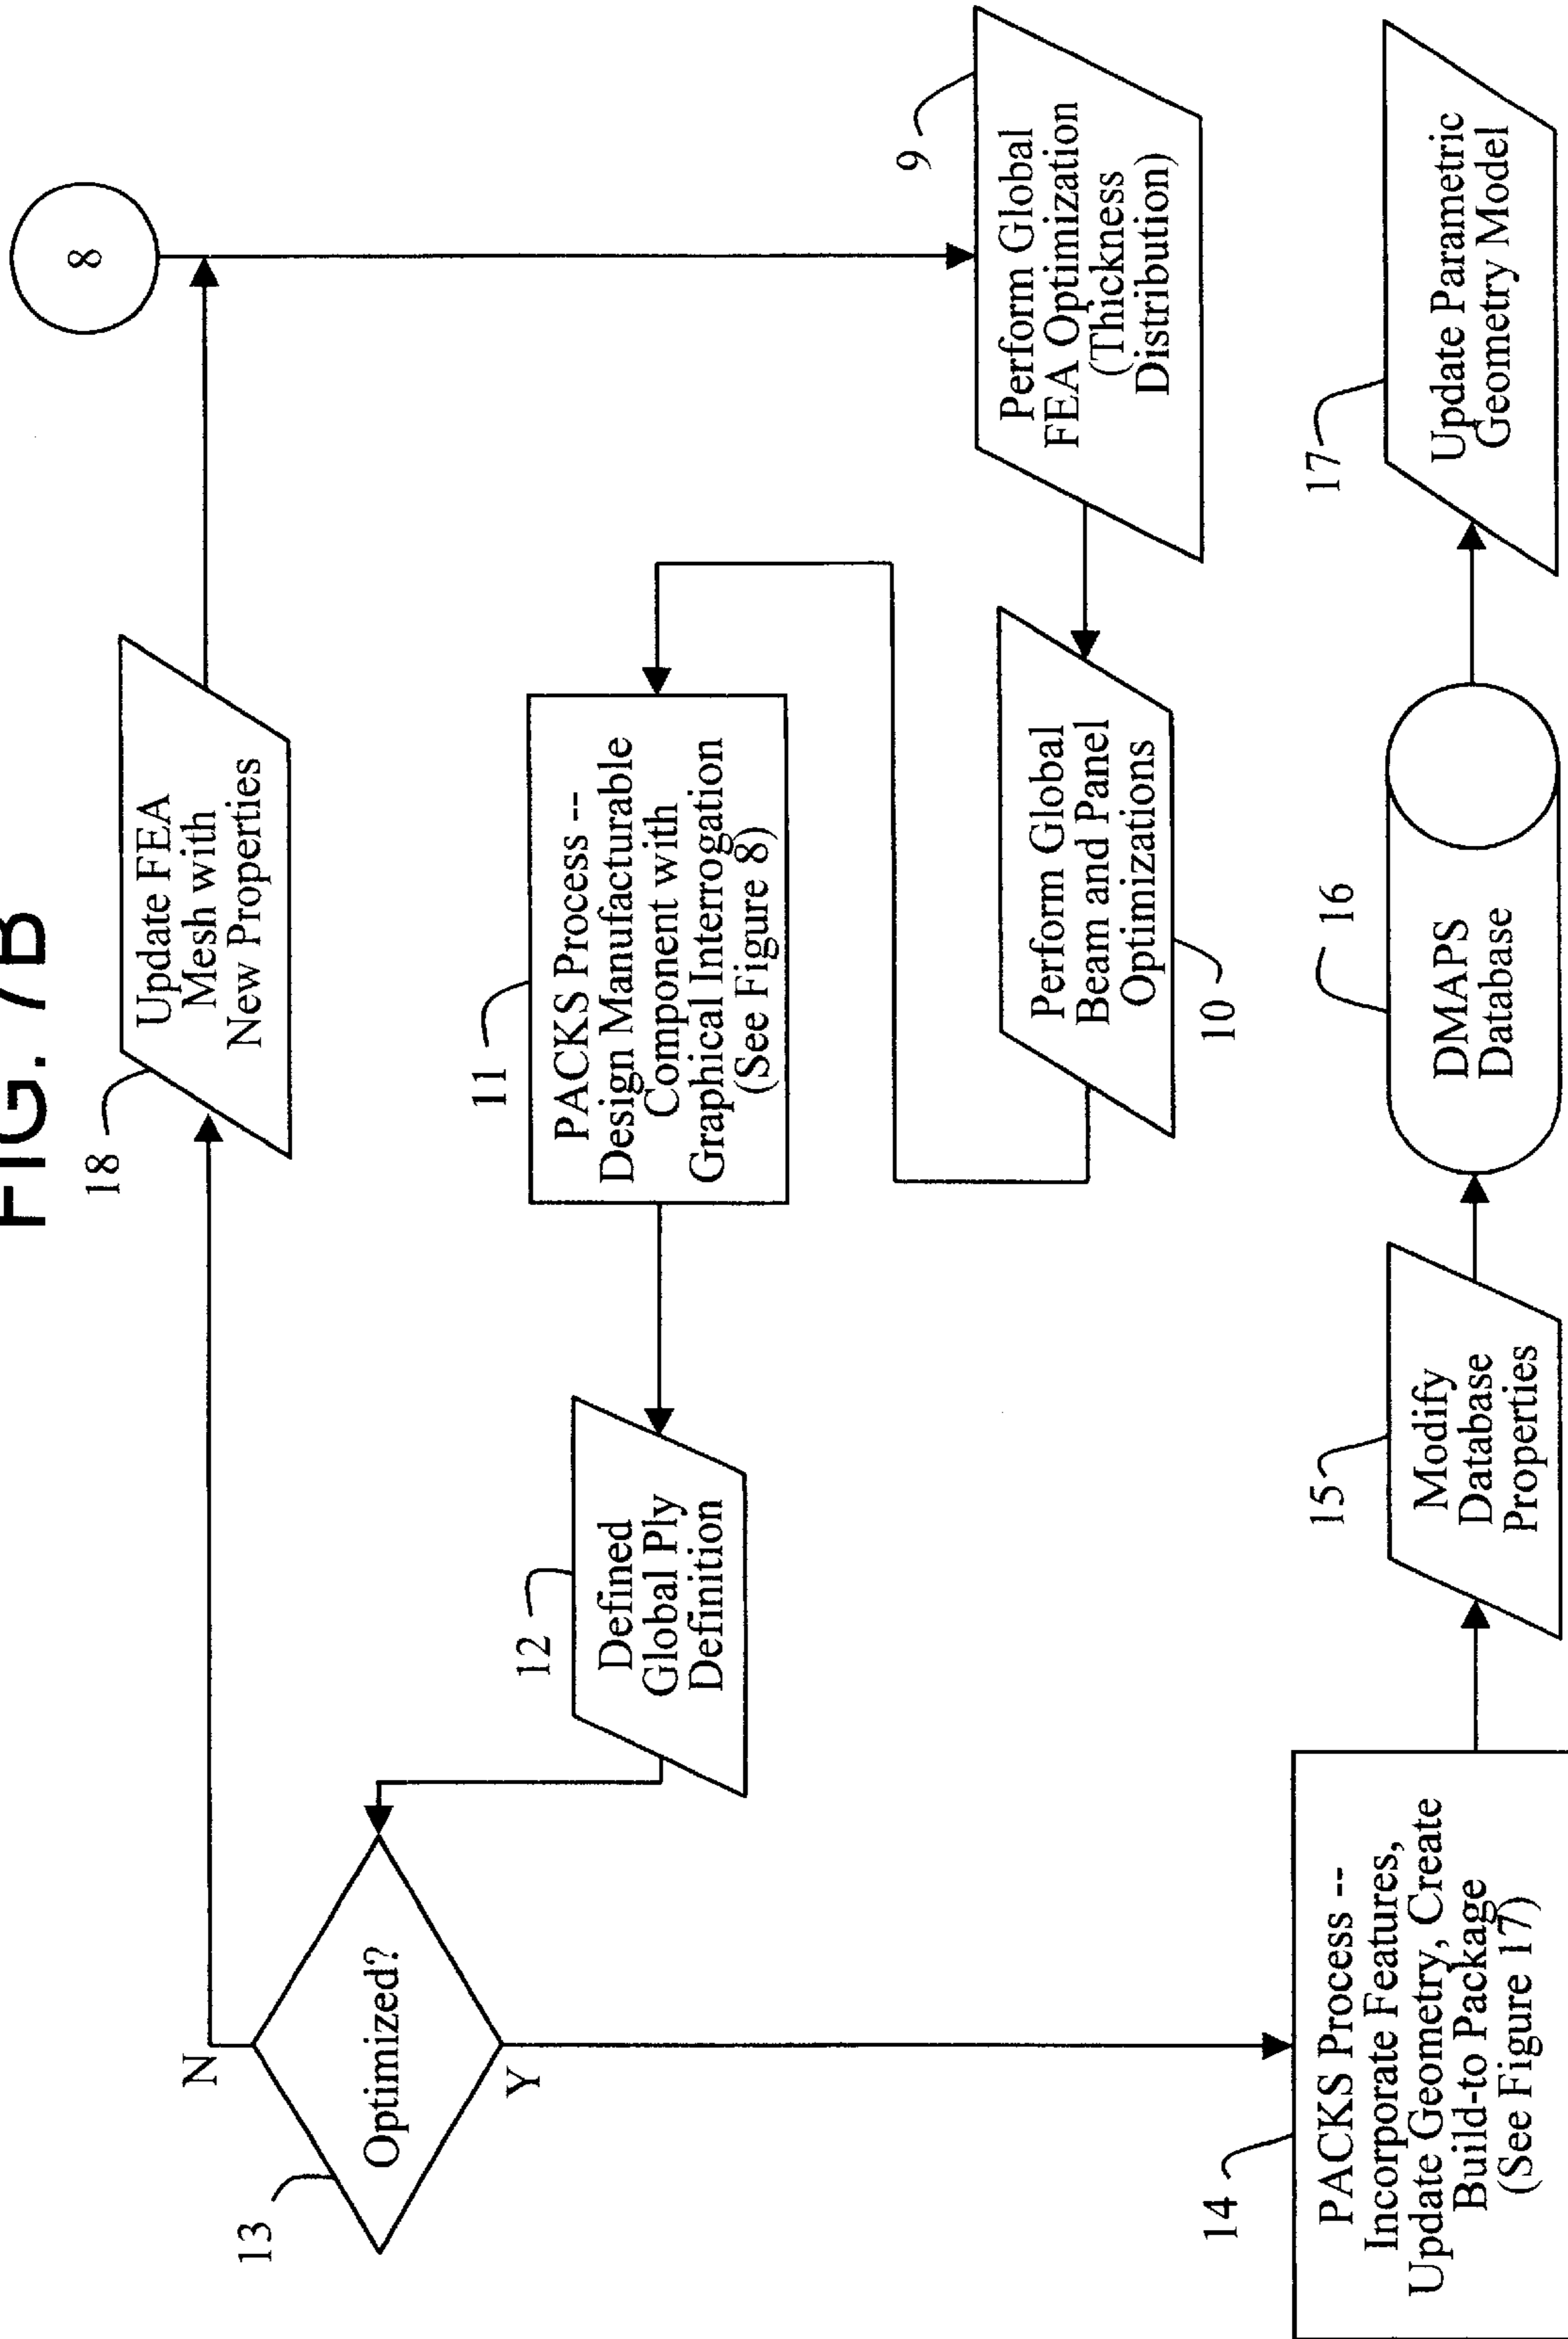 FIG. 7B
8
18
Update FEA
Mesh with
New Properties
N
13
Optimized?
Y
12
Defined
Global Ply
Definition
11
PACKS Process --
Design Manufacturable
Component with
Graphical Interrogation
(See Figure 8)
9
Perform Global
FEA Optimization
(Thickness
Distribution)
10
Perform Global
Beam and Panel
Optimizations
14
PACKS Process --
Incorporate Features,
Update Geometry, Create
Build-to Package
(See Figure 17)
15
Modify
Database
Properties
16
DMAPS
Database
17
Update Parametric
Geometry Model